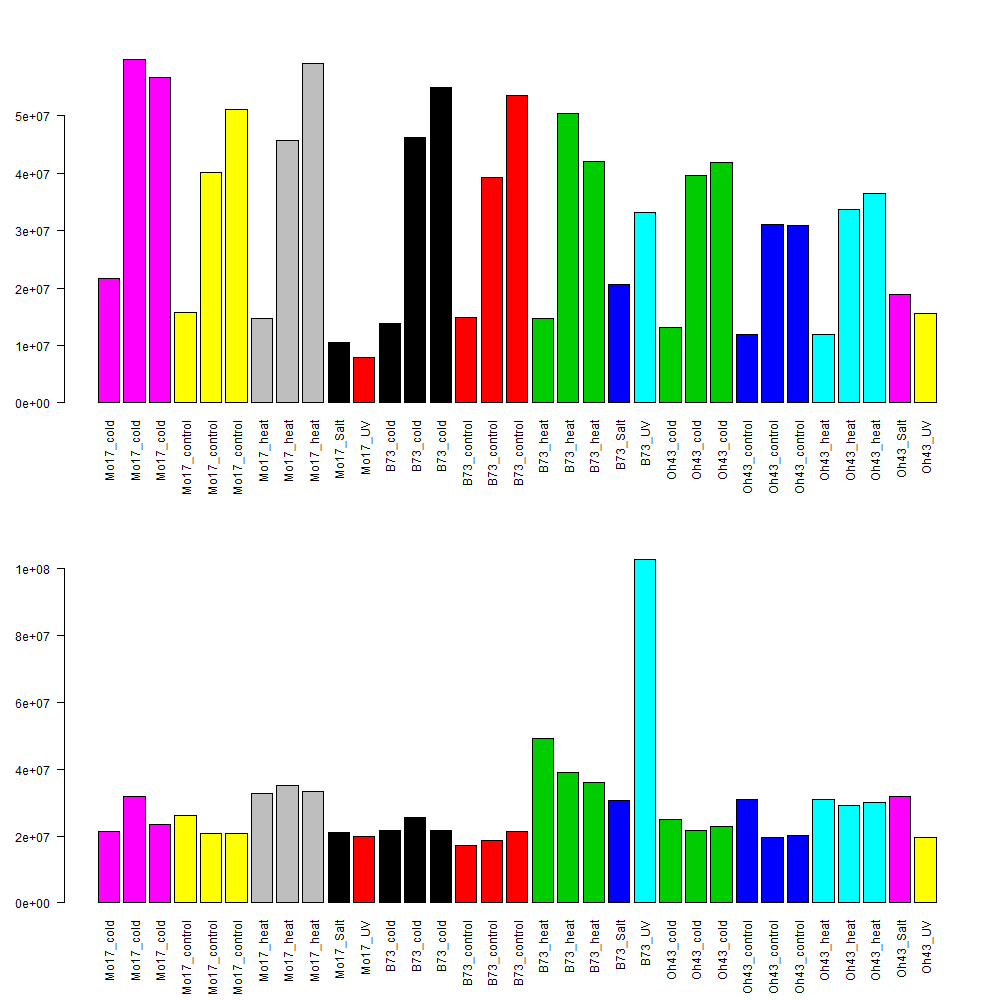 5e+07
4e+07
3e+07
2e+07
1e+07
0e+00
Mo17_cold
Mo17_cold
Mo17_cold
Mo17_control
Mo17_control
Mo17_control
Mo17_heat
Mo17_heat
Mo17_heat
Mo17_Salt
Mo17_UV
B73_cold
B73_cold
B73_cold
B73_control
B73_control
B73_control
B73_heat
B73_heat
B73_heat
B73_Salt
B73_UV
Oh43_cold
Oh43_cold
Oh43_cold
Oh43_control
Oh43_control
Oh43_control
Oh43_heat
Oh43_heat
Oh43_heat
Oh43_Salt
Oh43_UV
1e+08
8e+07
6e+07
4e+07
2e+07
0e+00
Mo17_cold
Mo17_cold
Mo17_cold
Mo17_control
Mo17_control
Mo17_control
Mo17_heat
Mo17_heat
Mo17_heat
Mo17_Salt
Mo17_UV
B73_cold
B73_cold
B73_cold
B73_control
B73_control
B73_control
B73_heat
B73_heat
B73_heat
B73_Salt
B73_UV
Oh43_cold
Oh43_cold
Oh43_cold
Oh43_control
Oh43_control
Oh43_control
Oh43_heat
Oh43_heat
Oh43_heat
Oh43_Salt
Oh43_UV